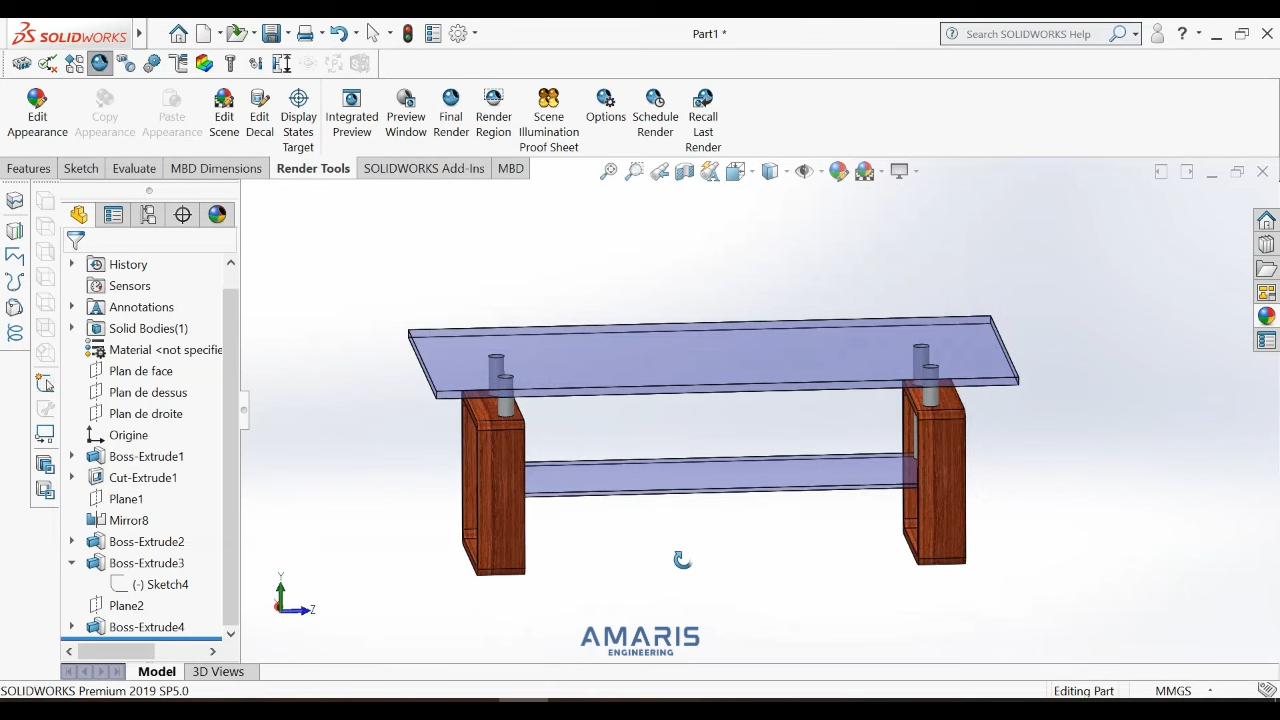 SOLIDWORKS
Part1 *
Search SOLIDWORKS Help
?
Edit Appearance
Copy Appearance
Paste Appearance
Edit Scene
Edit Decal
Display States Target
Integrated Preview
Preview Window
Final Render
Render Region
Scene Illumination Proof Sheet
Options
Schedule Render
Recall Last Render
Features
Sketch
Evaluate
MBD Dimensions
Render Tools
SOLIDWORKS Add-Ins
MBD
History
Sensors
Annotations
Solid Bodies(1)
Material <not specifie
Plan de face
Plan de dessus
Plan de droite
Origine
Boss-Extrude1
Cut-Extrude1
Plane1
Mirror8
Boss-Extrude2
Boss-Extrude3
(-) Sketch4
Plane2
Boss-Extrude4
Y
Z
AMARIS
ENGINEERING
Model
3D Views
SOLIDWORKS Premium 2019 SP5.0
Editing Part
MMGS